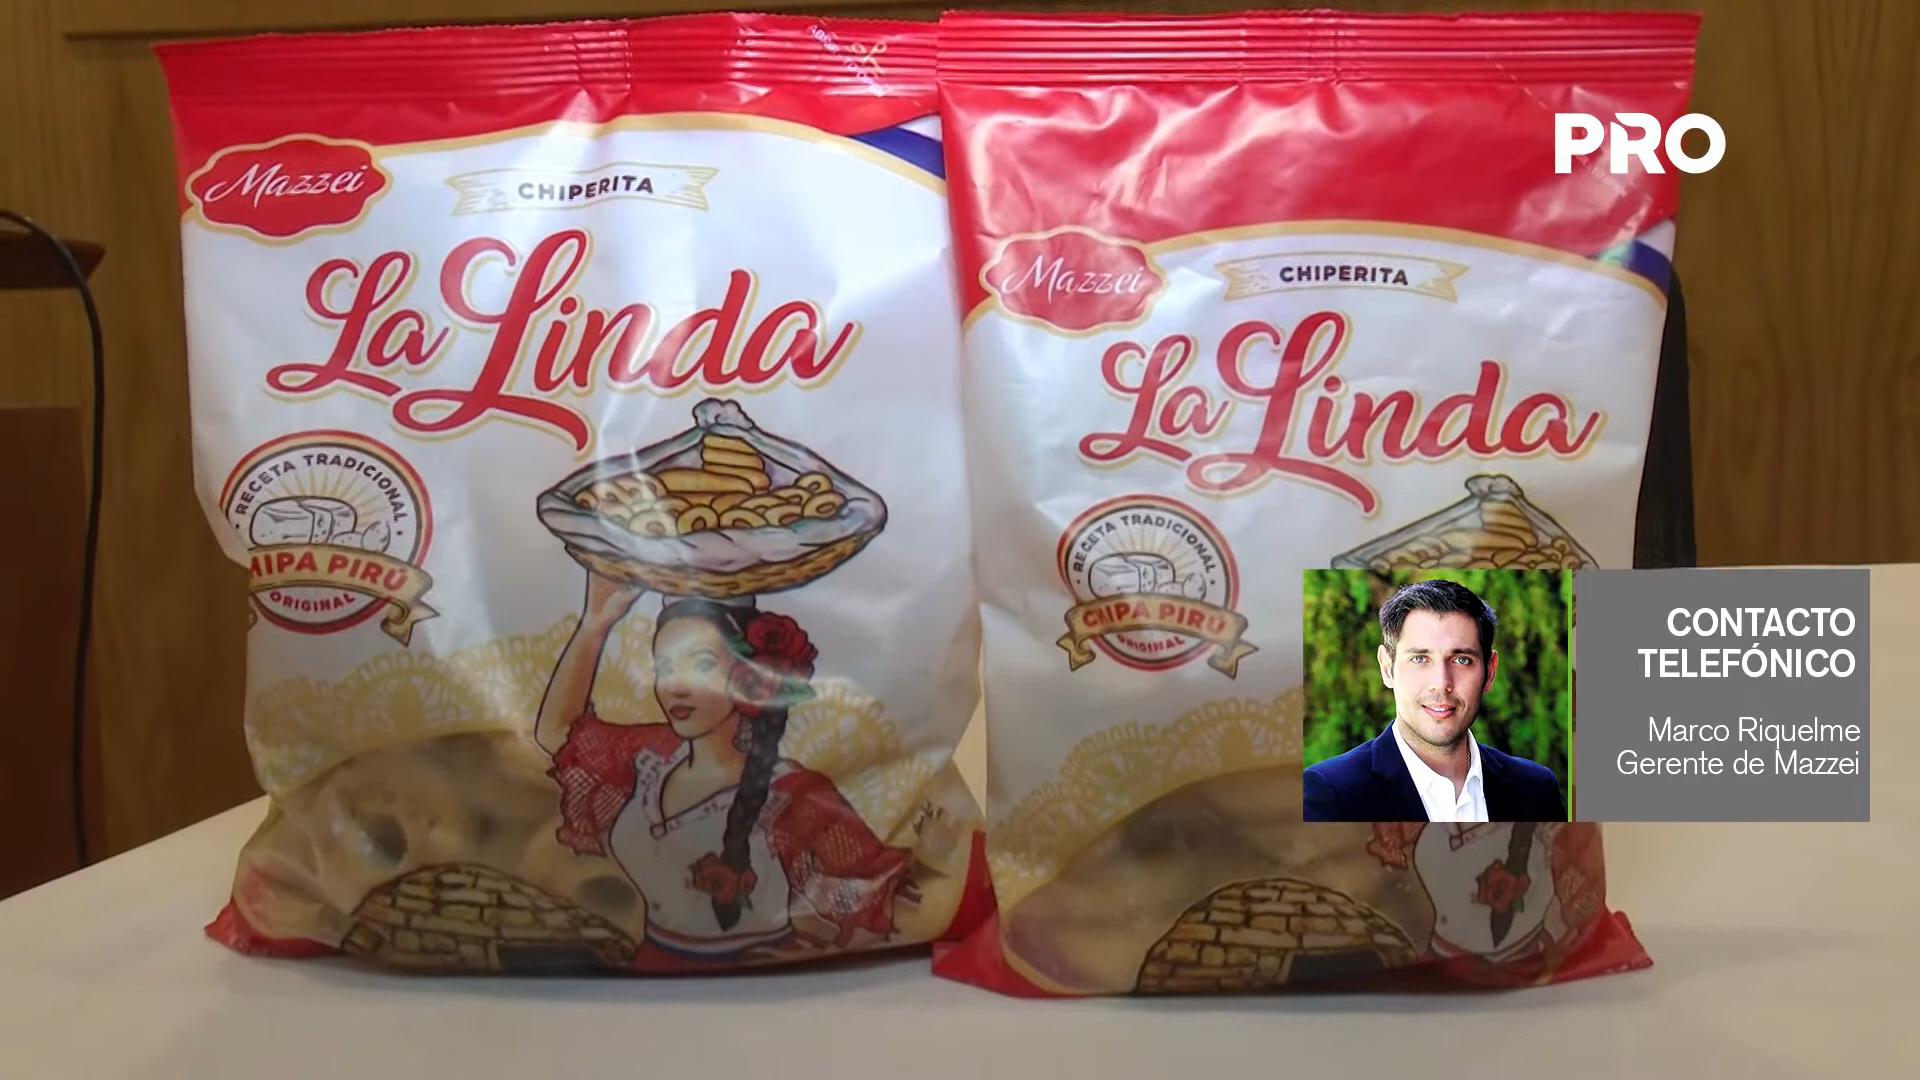 PRO
Mazzei
CHIPERITA
La Linda
RECETA TRADICIONAL
HIPA PIRÚ
ORIGINAL
Mazzei
CHIPERITA
La Linda
RECETA TRADICIONAL
CHIPA PIRÚ
ORIGINAL
CONTACTO
TELEFÓNICO
Marco Riquelme
Gerente de Mazzei